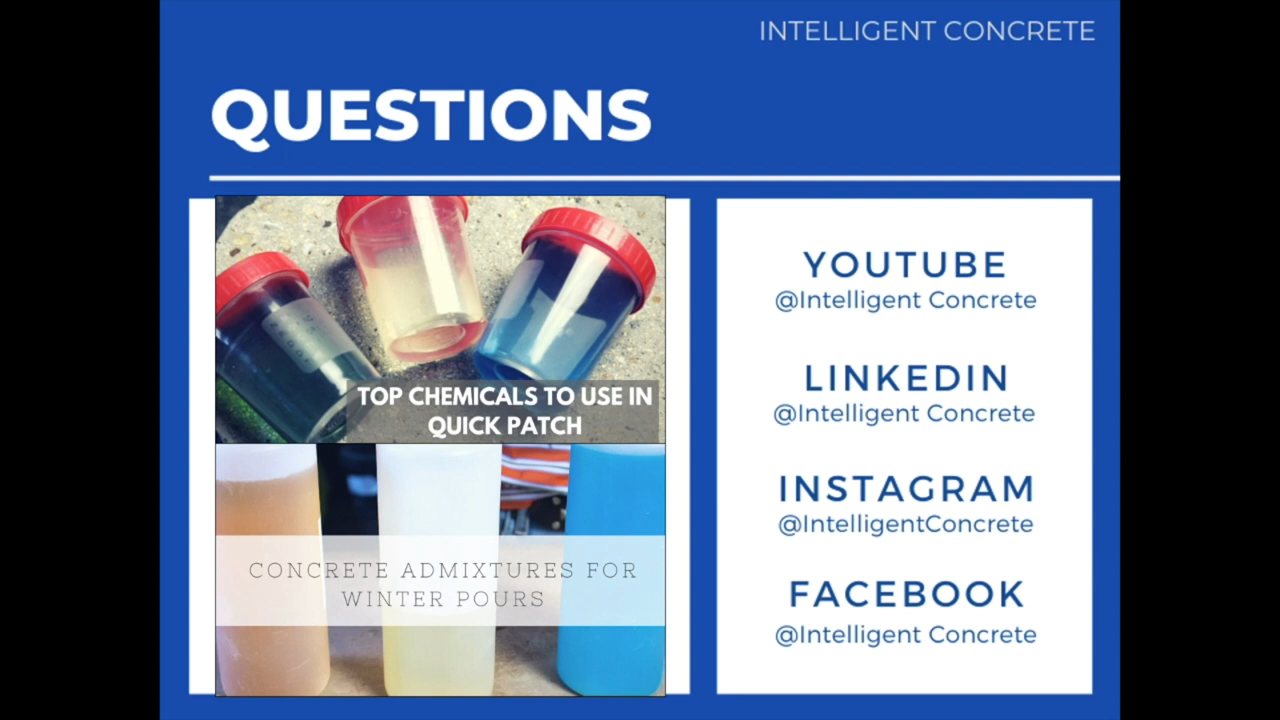 INTELLIGENT CONCRETE
QUESTIONS
TOP CHEMICALS TO USE IN
QUICK PATCH
CONCRETE ADMIXTURES FOR
WINTER POURS
YOUTUBE
@Intelligent Concrete
LINKEDIN
@Intelligent Concrete
INSTAGRAM
@IntelligentConcrete
FACEBOOK
@Intelligent Concrete